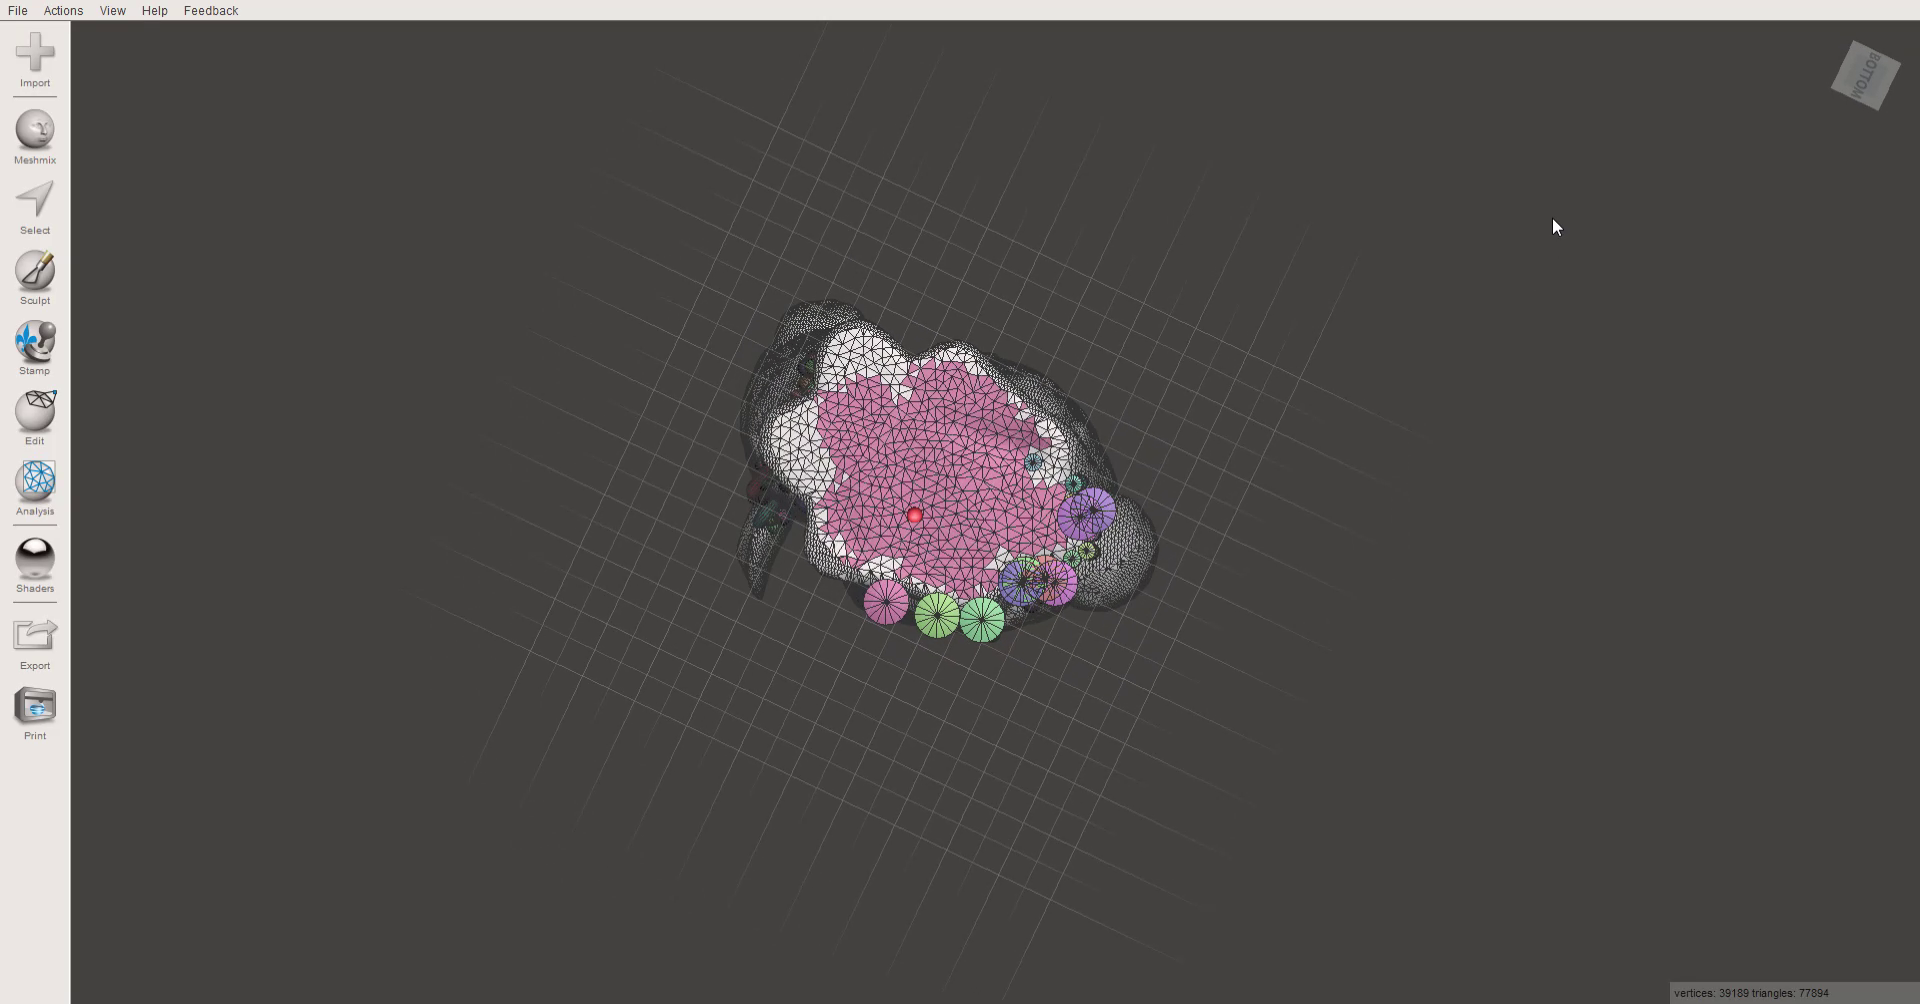 File Actions View Help Feedback
BOTTOM
Import
Meshmix
Select
Sculpt
Stamp
Edit
Analysis
Shaders
Export
Print
vertices: 39189 triangles: 77894